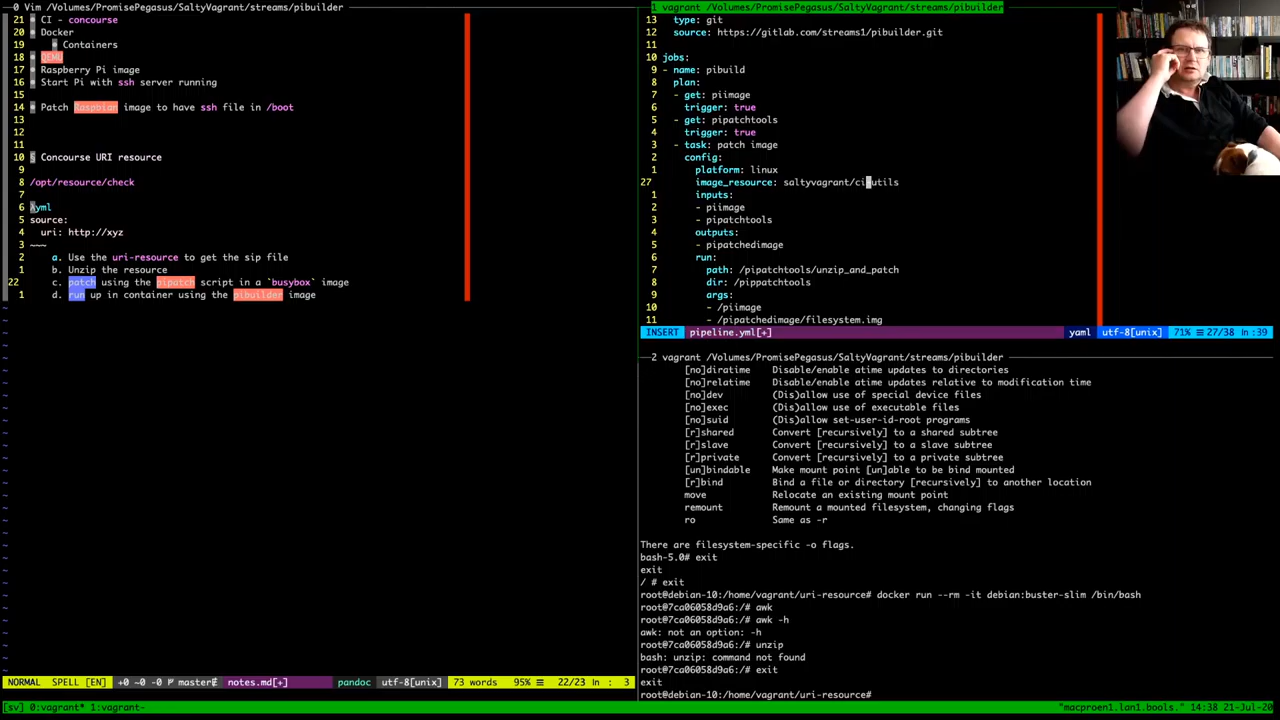 0 Vim /Volumes/PromisePegasus/SaltyVagrant/streams/pibuilder
21 CI - concourse
20 Docker
19 Containers
18 QEMU
17 Raspberry Pi image
16 Start Pi with ssh server running
15
14 Patch Raspbian image to have ssh file in /boot
13
12
11
10 § Concourse URI resource
9
8 /opt/resource/check
7
6 yml
5 source:
4 uri: http://xyz
3 ~~~
2 a. Use the uri-resource to get the sip file
1 b. Unzip the resource
22 c. patch using the pipatch script in a `busybox` image
1 d. run up in container using the pibuilder image
NORMAL SPELL [EN] +0 ~0 -0 master notes.md[+] pandoc utf-8[unix] 73 words 95% 22/23 ln : 3
1 vagrant /Volumes/PromisePegasus/SaltyVagrant/streams/pibuilder
13 type: git
12 source: https://gitlab.com/streams1/pibuilder.git
11
10 jobs:
9 - name: pibuild
8 plan:
7 - get: piimage
6 trigger: true
5 - get: pipatchtools
4 trigger: true
3 - task: patch image
2 config:
1 platform: linux
27 image_resource: saltyvagrant/ci-utils
1 inputs:
2 - piimage
3 - pipatchtools
4 outputs:
5 - pipatchedimage
6 run:
7 path: /pipatchtools/unzip_and_patch
8 dir: /pippatchtools
9 args:
10 - /piimage
11 - /pipatchedimage/filesystem.img
INSERT pipeline.yml[+] yaml utf-8[unix] 71% 27/38 ln :39
2 vagrant /Volumes/PromisePegasus/SaltyVagrant/streams/pibuilder
[no]diratime Disable/enable atime updates to directories
[no]relatime Disable/enable atime updates relative to modification time
[no]dev (Dis)allow use of special device files
[no]exec (Dis)allow use of executable files
[no]suid (Dis)allow set-user-id-root programs
[r]shared Convert [recursively] to a shared subtree
[r]slave Convert [recursively] to a slave subtree
[r]private Convert [recursively] to a private subtree
[un]bindable Make mount point [un]able to be bind mounted
[r]bind Bind a file or directory [recursively] to another location
move Relocate an existing mount point
remount Remount a mounted filesystem, changing flags
ro Same as -r
There are filesystem-specific -o flags.
bash-5.0# exit
exit
/ # exit
root@debian-10:/home/vagrant/uri-resource# docker run --rm -it debian:buster-slim /bin/bash
root@7ca06058d9a6:/# awk
root@7ca06058d9a6:/# awk -h
awk: not an option: -h
root@7ca06058d9a6:/# unzip
bash: unzip: command not found
root@7ca06058d9a6:/# exit
exit
root@debian-10:/home/vagrant/uri-resource#
[sv] 0:vagrant* 1:vagrant- "macproen1.lan1.bools." 14:38 21-Jul-20